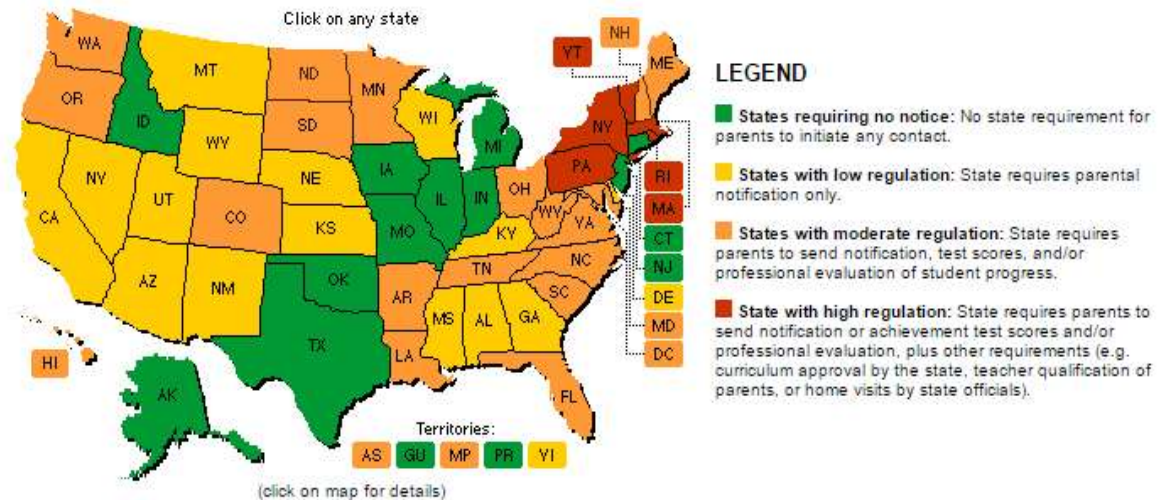 Click on any state
WA
OR
CA
ID
NV
MT
WY
UT
AZ
CO
NM
ND
SD
NE
KS
OK
TX
MN
IA
MO
AR
LA
WI
IL
MI
IN
KY
TN
MS
AL
GA
OH
WV
VA
NC
SC
FL
PA
NY
ME
VT
NH
RI
MA
CT
NJ
DE
MD
DC
HI
AK
Territories:
AS GU MP PR VI
(click on map for details)
LEGEND
States requiring no notice: No state requirement for
parents to initiate any contact.
States with low regulation: State requires parental
notification only.
States with moderate regulation: State requires
parents to send notification, test scores, and/or
professional evaluation of student progress.
State with high regulation: State requires parents to
send notification or achievement test scores and/or
professional evaluation, plus other requirements (e.g.
curriculum approval by the state, teacher qualification of
parents, or home visits by state officials).